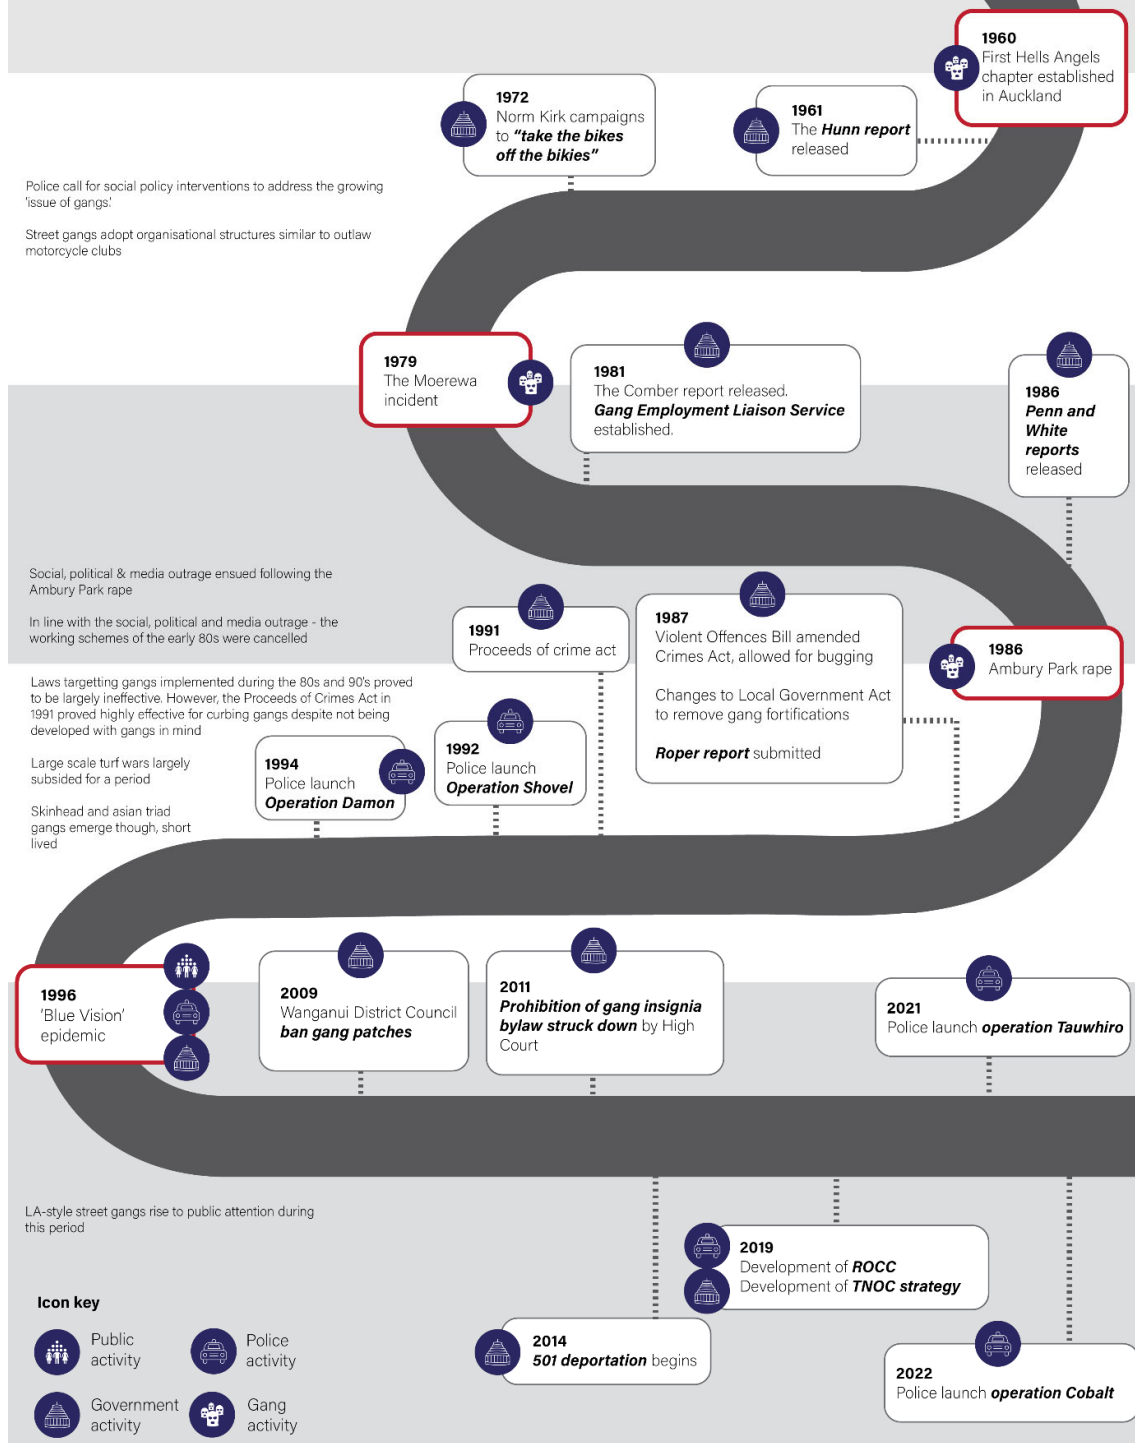 1960
First Hells Angels
chapter established
in Auckland
1972
Norm Kirk campaigns
to “take the bikes
off the bikies”
1961
The Hunn report
released
Police call for social policy interventions to address the growing
'issue of gangs.'
Street gangs adopt organisational structures similar to outlaw
motorcycle clubs
1979
The Moerewa
incident
1981
The Comber report released.
Gang Employment Liaison Service
established.
1986
Penn and
White
reports
released
Social, political & media outrage ensued following the
Ambury Park rape
In line with the social, political and media outrage - the
working schemes of the early 80s were cancelled
1991
Proceeds of crime act
1987
Violent Offences Bill amended
Crimes Act, allowed for bugging
Changes to Local Government Act
to remove gang fortifications
Roper report submitted
1986
Ambury Park rape
Laws targetting gangs implemented during the 80s and 90's proved
to be largely ineffective. However, the Proceeds of Crimes Act in
1991 proved highly effective for curbing gangs despite not being
developed with gangs in mind
Large scale turf wars largely
subsided for a period
Skinhead and asian triad
gangs emerge though, short
lived
1994
Police launch
Operation Damon
1992
Police launch
Operation Shovel
1996
'Blue Vision'
epidemic
2009
Wanganui District Council
ban gang patches
2011
Prohibition of gang insignia
bylaw struck down by High
Court
2021
Police launch operation Tauwhiro
LA-style street gangs rise to public attention during
this period
2019
Development of ROCC
Development of TNOC strategy
2014
501 deportation begins
2022
Police launch operation Cobalt
Icon key
Public
activity
Police
activity
Government
activity
Gang
activity